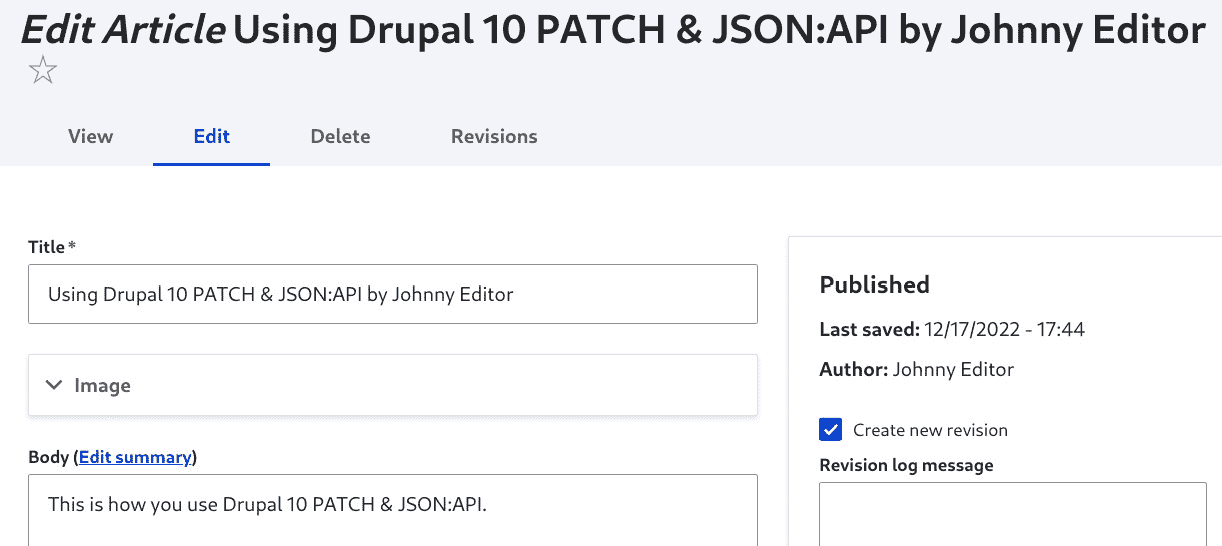 Edit Article Using Drupal 10 PATCH & JSON:API by Johnny Editor
View
Edit
Delete
Revisions
Title*
Using Drupal 10 PATCH & JSON:API by Johnny Editor
Image
Body (Edit summary)
This is how you use Drupal 10 PATCH & JSON:API.
Published
Last saved: 12/17/2022 - 17:44
Author: Johnny Editor
Create new revision
Revision log message